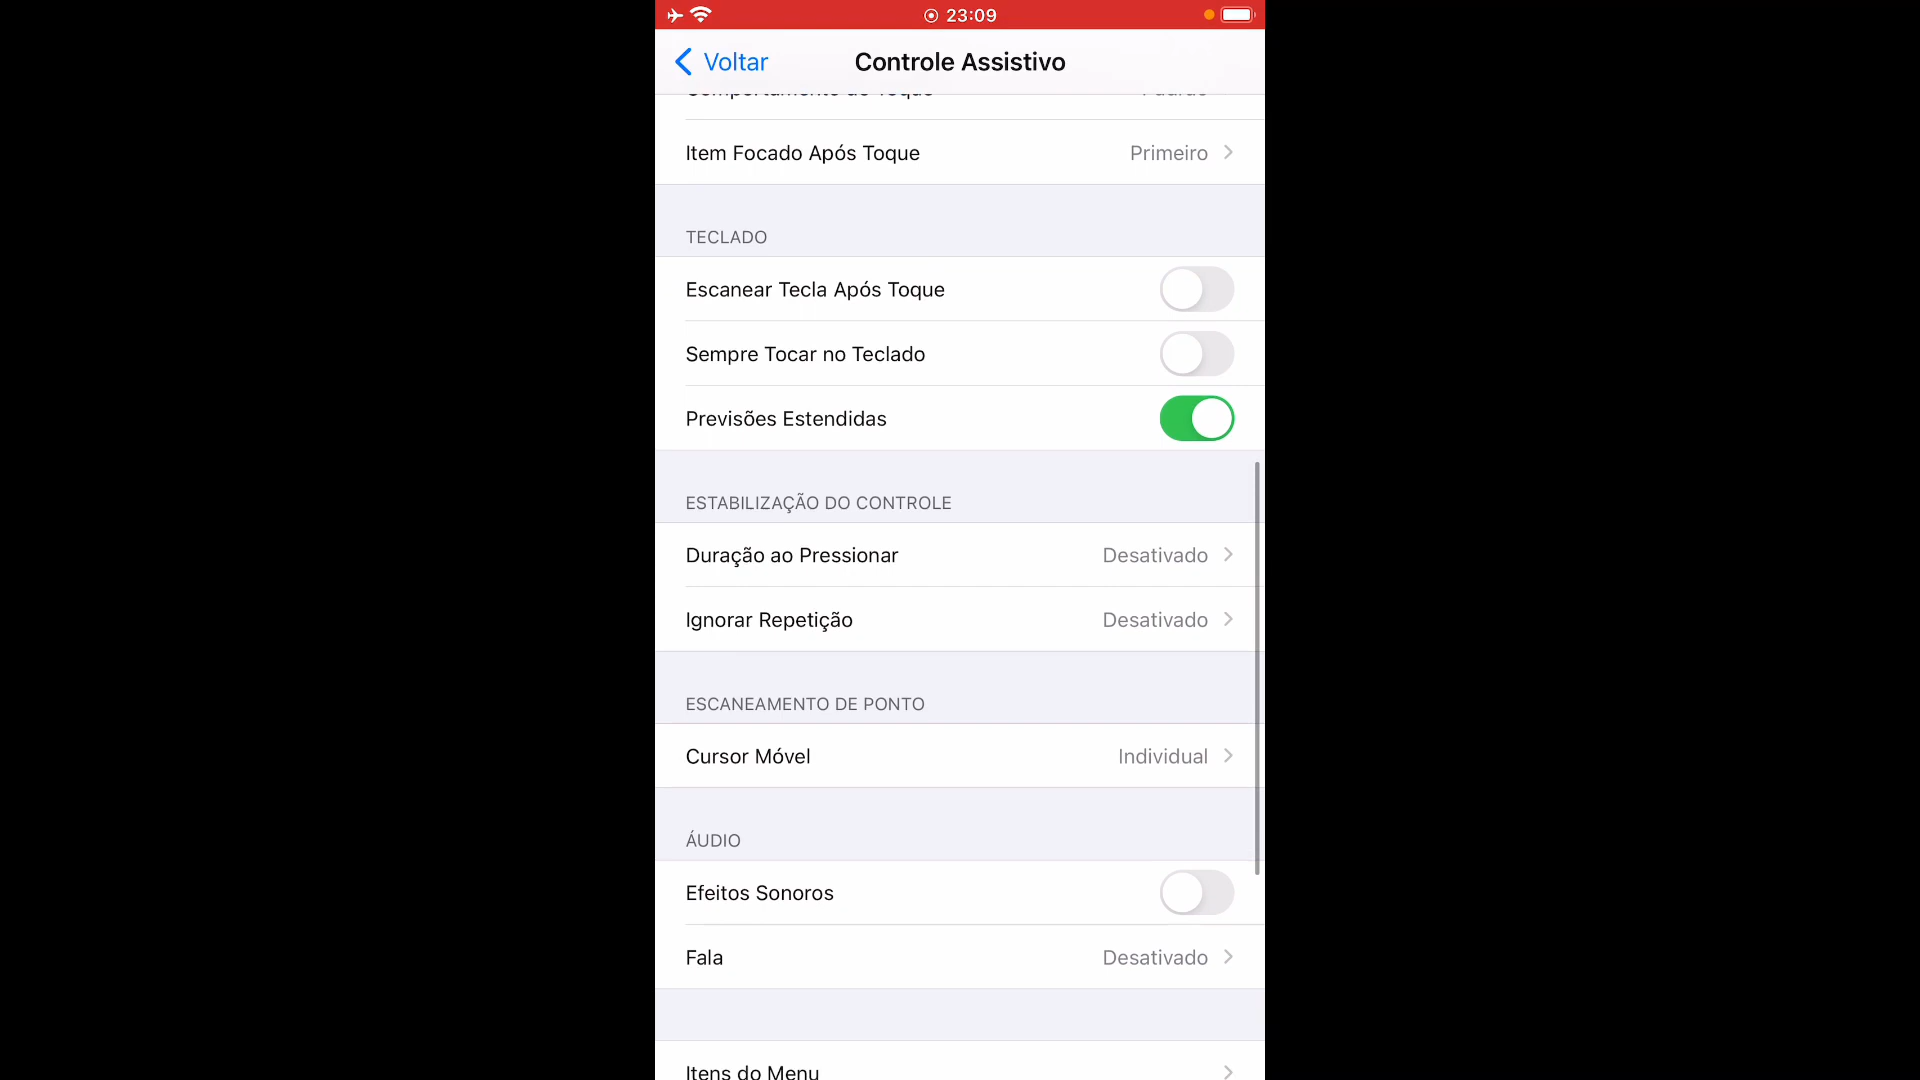 23:09
Voltar
Controle Assistivo
Item Focado Após Toque Primeiro
TECLADO
Escanear Tecla Após Toque
Sempre Tocar no Teclado
Previsões Estendidas
ESTABILIZAÇÃO DO CONTROLE
Duração ao Pressionar Desativado
Ignorar Repetição Desativado
ESCANEAMENTO DE PONTO
Cursor Móvel Individual
ÁUDIO
Efeitos Sonoros
Fala Desativado
Itens do Menu